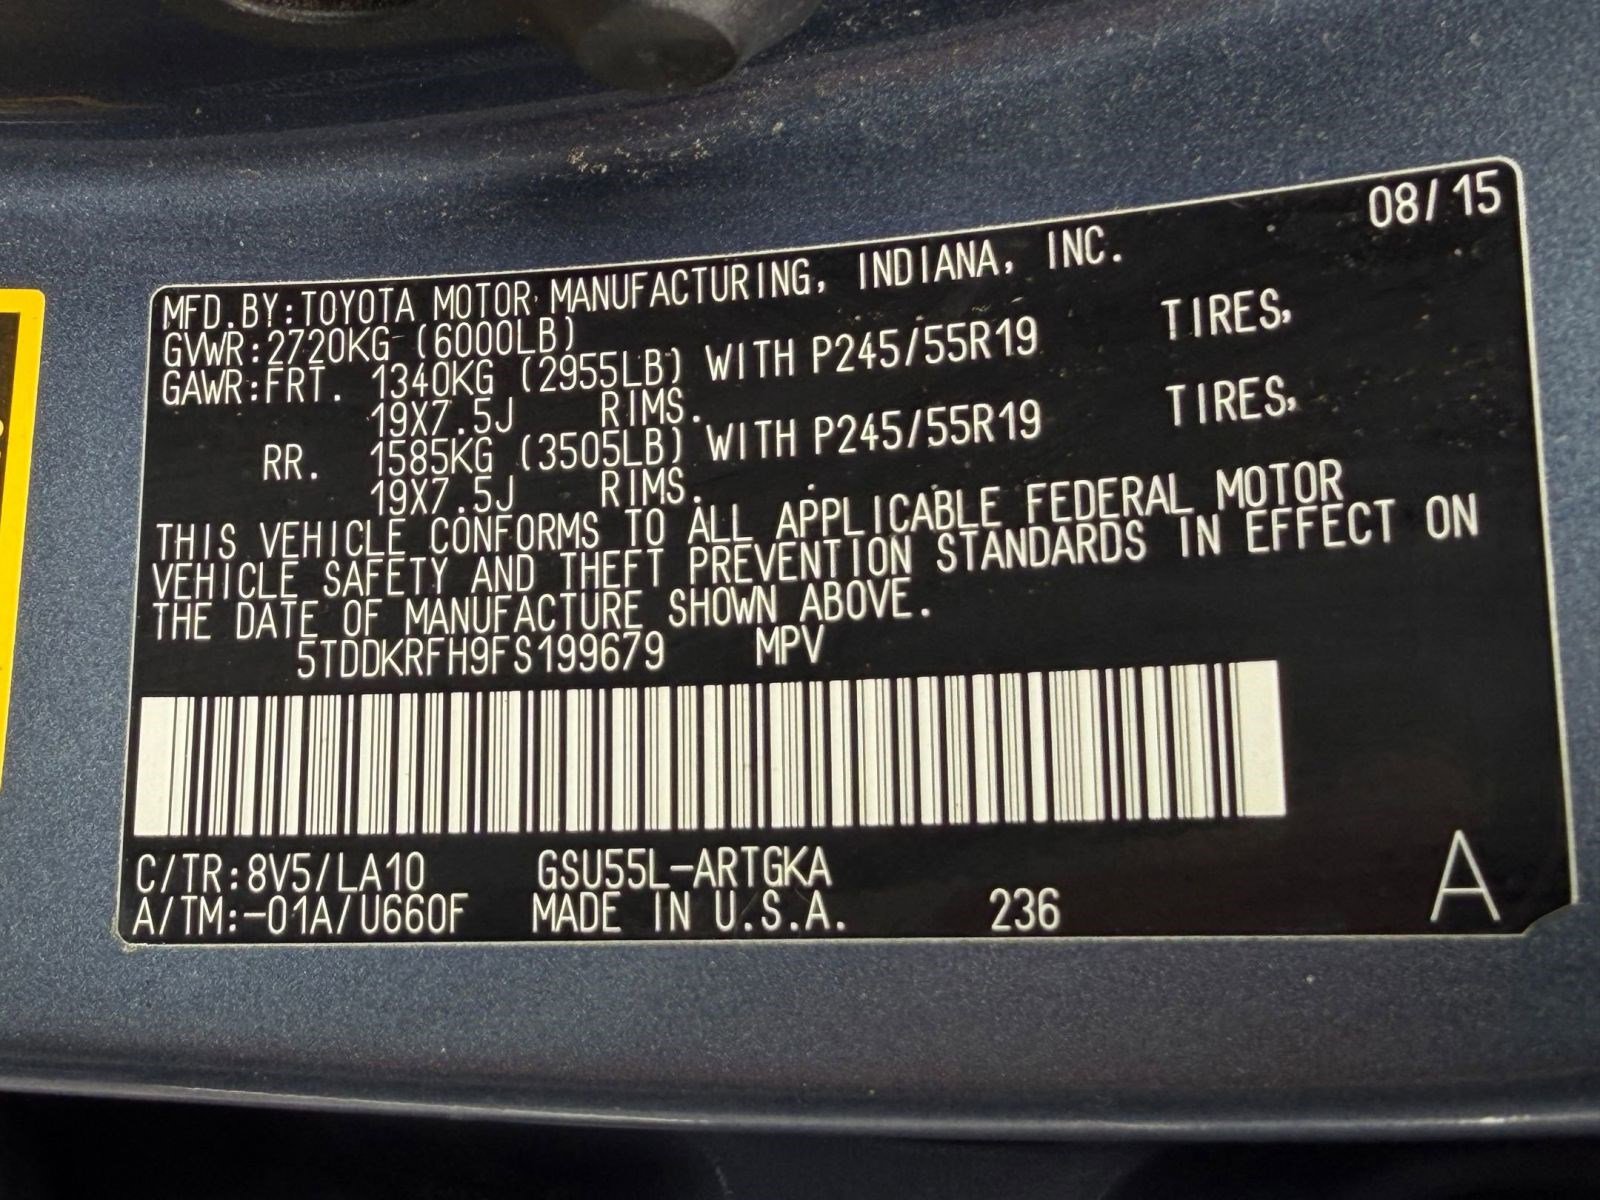 08/15
MFD.BY:TOYOTA MOTOR MANUFACTURING, INDIANA, INC.
GVWR:2720KG (6000LB)
GAWR:FRT. 1340KG (2955LB) WITH P245/55R19 TIRES,
19X7.5J RIMS.
RR. 1585KG (3505LB) WITH P245/55R19 TIRES,
19X7.5J RIMS.
THIS VEHICLE CONFORMS TO ALL APPLICABLE FEDERAL MOTOR
VEHICLE SAFETY AND THEFT PREVENTION STANDARDS IN EFFECT ON
THE DATE OF MANUFACTURE SHOWN ABOVE.
5TDDKRFH9FS199679 MPV
C/TR:8V5/LA10 GSU55L-ARTGKA
A/TM:-01A/U660F MADE IN U.S.A. 236
A